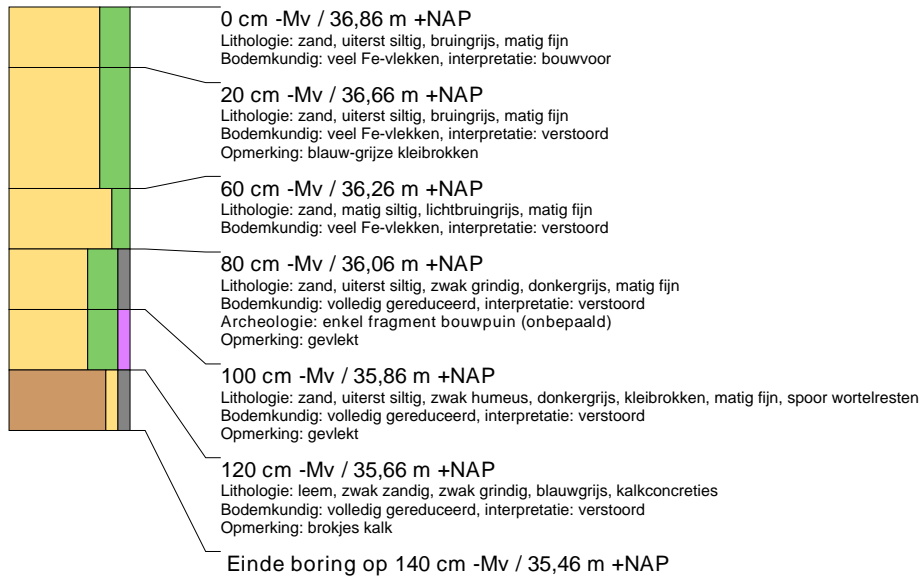 0 cm -Mv / 36,86 m +NAP
Lithologie: zand, uiterst siltig, bruingrijs, matig fijn
Bodemkundig: veel Fe-vlekken, interpretatie: bouwvoor
20 cm -Mv / 36,66 m +NAP
Lithologie: zand, uiterst siltig, bruingrijs, matig fijn
Bodemkundig: veel Fe-vlekken, interpretatie: verstoord
Opmerking: blauw-grijze kleibrokken
60 cm -Mv / 36,26 m +NAP
Lithologie: zand, matig siltig, lichtbruingrijs, matig fijn
Bodemkundig: veel Fe-vlekken, interpretatie: verstoord
80 cm -Mv / 36,06 m +NAP
Lithologie: zand, uiterst siltig, zwak grindig, donkergrijs, matig fijn
Bodemkundig: volledig gereduceerd, interpretatie: verstoord
Archeologie: enkel fragment bouwpuin (onbepaald)
Opmerking: gevlekt
100 cm -Mv / 35,86 m +NAP
Lithologie: zand, uiterst siltig, zwak humeus, donkergrijs, kleibrokken, matig fijn, spoor wortelresten
Bodemkundig: volledig gereduceerd, interpretatie: verstoord
Opmerking: gevlekt
120 cm -Mv / 35,66 m +NAP
Lithologie: leem, zwak zandig, zwak grindig, blauwgrijs, kalkconcreties
Bodemkundig: volledig gereduceerd, interpretatie: verstoord
Opmerking: brokjes kalk
Einde boring op 140 cm -Mv / 35,46 m +NAP